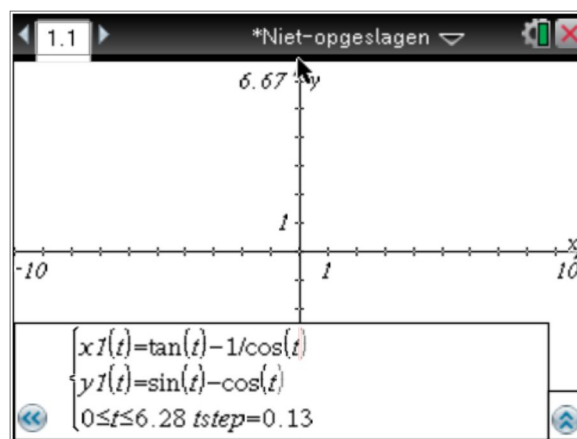 1.1 *Niet-opgeslagen
6.67 y
1
x
-10 1 10
x1(t)=tan(t)-1/cos(t)
y1(t)=sin(t)-cos(t)
0≤t≤6.28 tstep=0.13